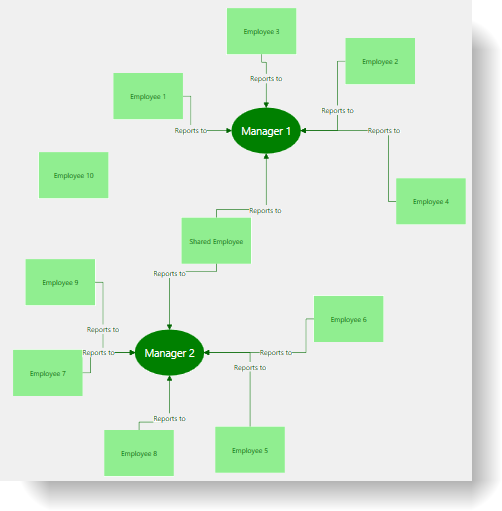 Employee 3
Employee 2
Reports to
Employee 1
Reports to
Reports to
Manager 1
Reports to
Employee 10
Employee 4
Reports to
Shared Employee
Reports to
Employee 9
Employee 6
Reports to
Reports to
Manager 2
Reports to
Reports to
Employee 7
Reports to
Employee 8
Employee 5